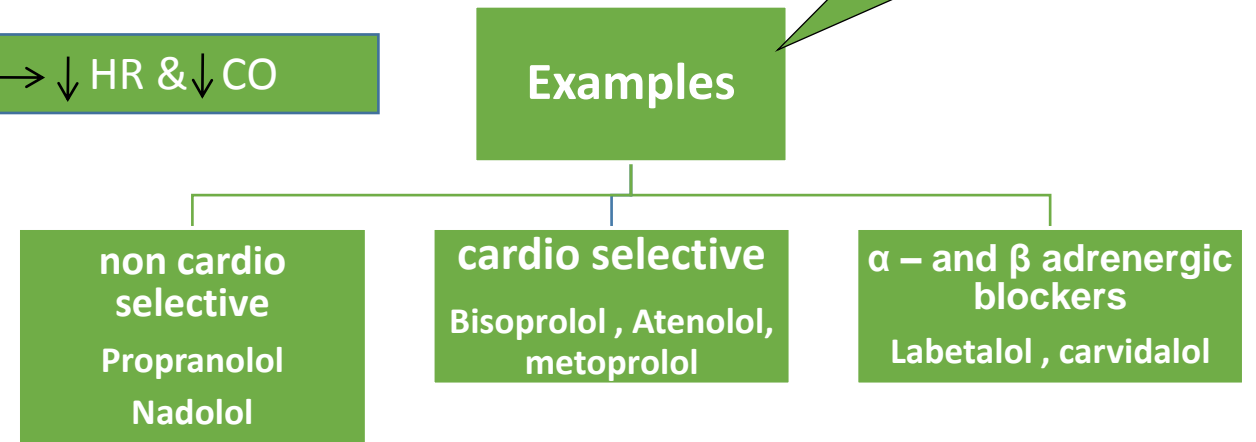 → ↓ HR & ↓ CO
Examples
non cardio
selective
Propranolol
Nadolol
cardio selective
Bisoprolol , Atenolol,
metoprolol
α – and β adrenergic
blockers
Labetalol , carvidalol